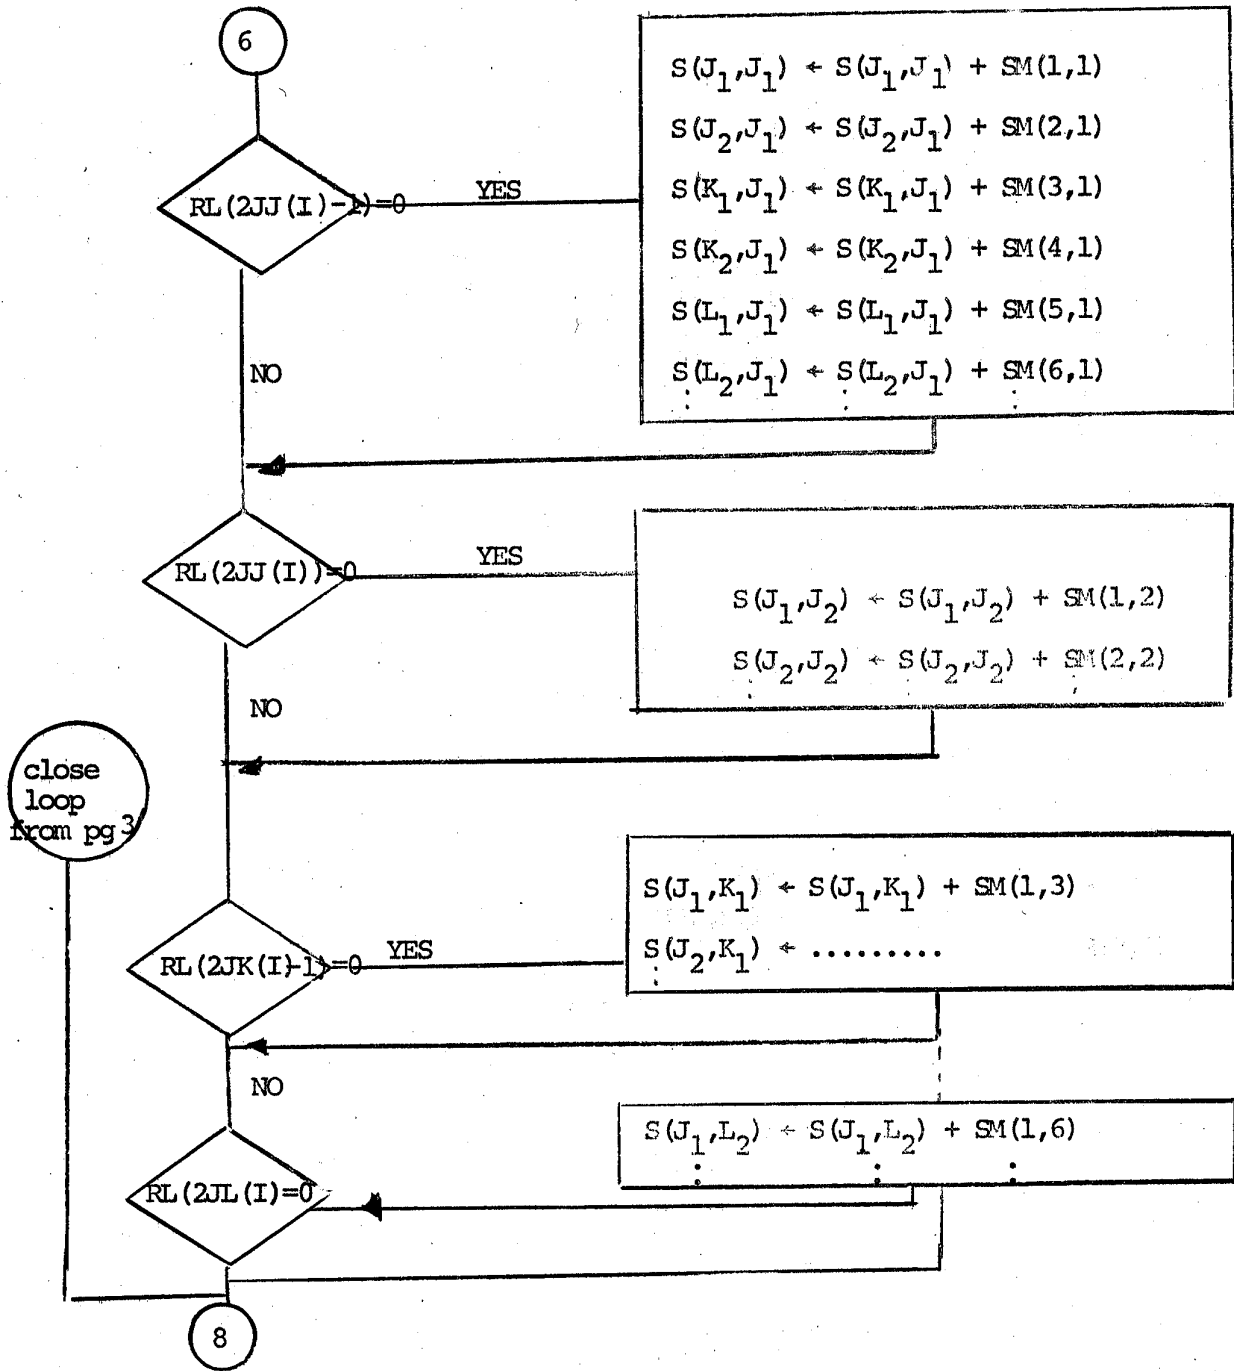 6
S(J₁,J₁) ← S(J₁,J₁) + SM(1,1)
S(J₂,J₁) ← S(J₂,J₁) + SM(2,1)
RL(2JJ(I)-1)=0
YES
S(K₁,J₁) ← S(K₁,J₁) + SM(3,1)
S(K₂,J₁) ← S(K₂,J₁) + SM(4,1)
S(L₁,J₁) ← S(L₁,J₁) + SM(5,1)
S(L₂,J₁) ← S(L₂,J₁) + SM(6,1)
NO
RL(2JJ(I))=0
YES
S(J₁,J₂) ← S(J₁,J₂) + SM(1,2)
S(J₂,J₂) ← S(J₂,J₂) + SM(2,2)
NO
close
loop
from pg 3
S(J₁,K₁) ← S(J₁,K₁) + SM(1,3)
S(J₂,K₁) ← .........
RL(2JK(I)-1)=0
YES
NO
S(J₁,L₂) ← S(J₁,L₂) + SM(1,6)
RL(2JL(I)=0
8